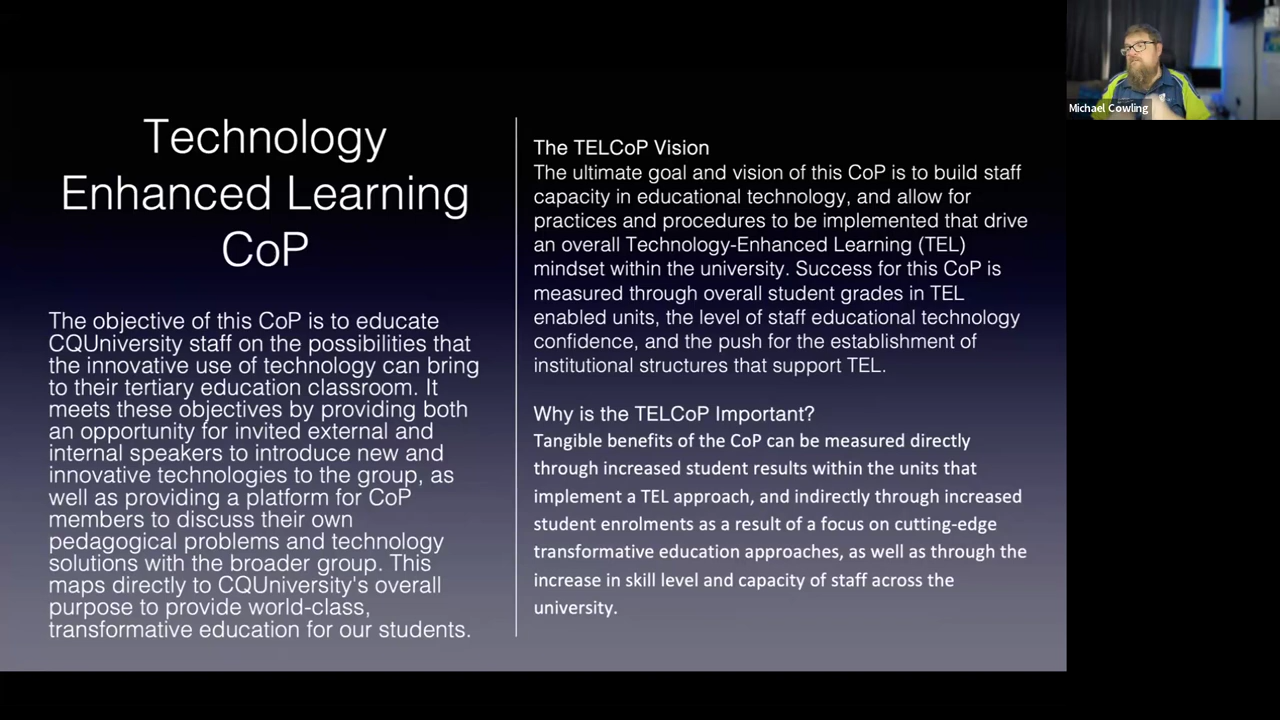 Technology
Enhanced Learning
CoP
The objective of this CoP is to educate
CQUniversity staff on the possibilities that
the innovative use of technology can bring
to their tertiary education classroom. It
meets these objectives by providing both
an opportunity for invited external and
internal speakers to introduce new and
innovative technologies to the group, as
well as providing a platform for CoP
members to discuss their own
pedagogical problems and technology
solutions with the broader group. This
maps directly to CQUniversity's overall
purpose to provide world-class,
transformative education for our students.
The TELCoP Vision
The ultimate goal and vision of this CoP is to build staff
capacity in educational technology, and allow for
practices and procedures to be implemented that drive
an overall Technology-Enhanced Learning (TEL)
mindset within the university. Success for this CoP is
measured through overall student grades in TEL
enabled units, the level of staff educational technology
confidence, and the push for the establishment of
institutional structures that support TEL.
Why is the TELCoP Important?
Tangible benefits of the CoP can be measured directly
through increased student results within the units that
implement a TEL approach, and indirectly through increased
student enrolments as a result of a focus on cutting-edge
transformative education approaches, as well as through the
increase in skill level and capacity of staff across the
university.
Michael Cowling